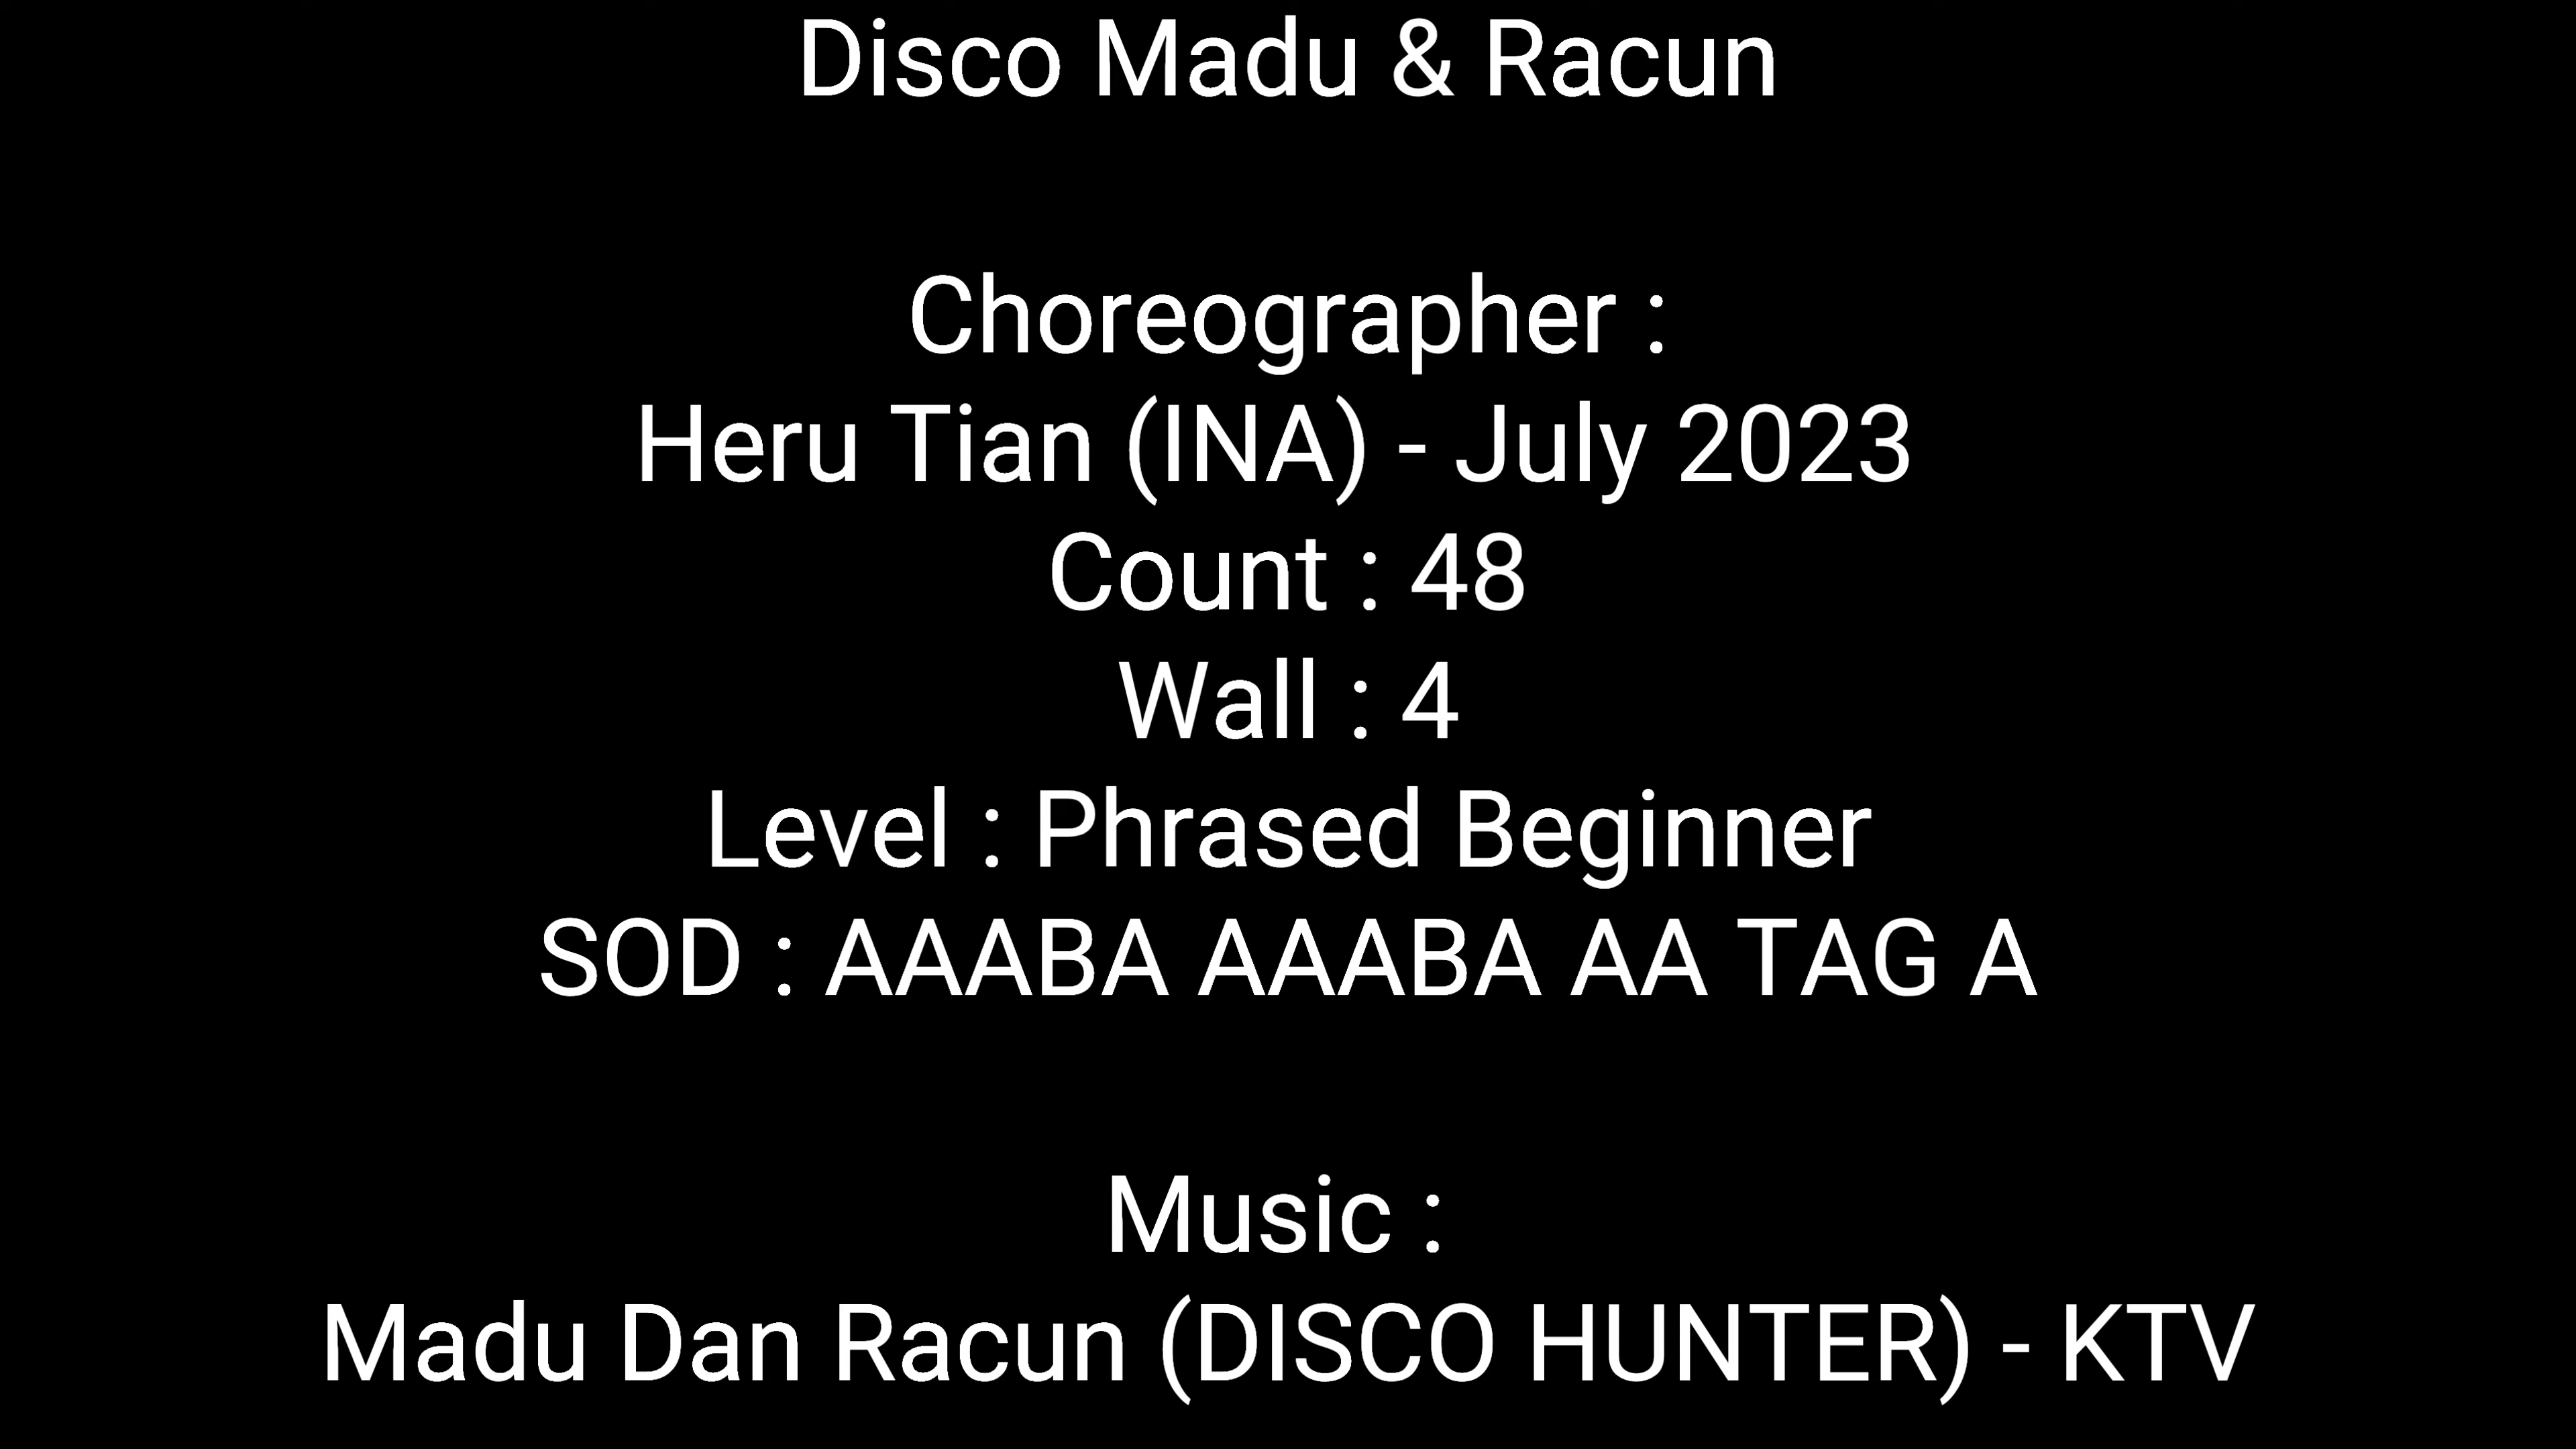 Disco Madu & Racun
Choreographer :
Heru Tian (INA) - July 2023
Count : 48
Wall : 4
Level : Phrased Beginner
SOD : AAABA AAABA AA TAG A
Music :
Madu Dan Racun (DISCO HUNTER) - KTV